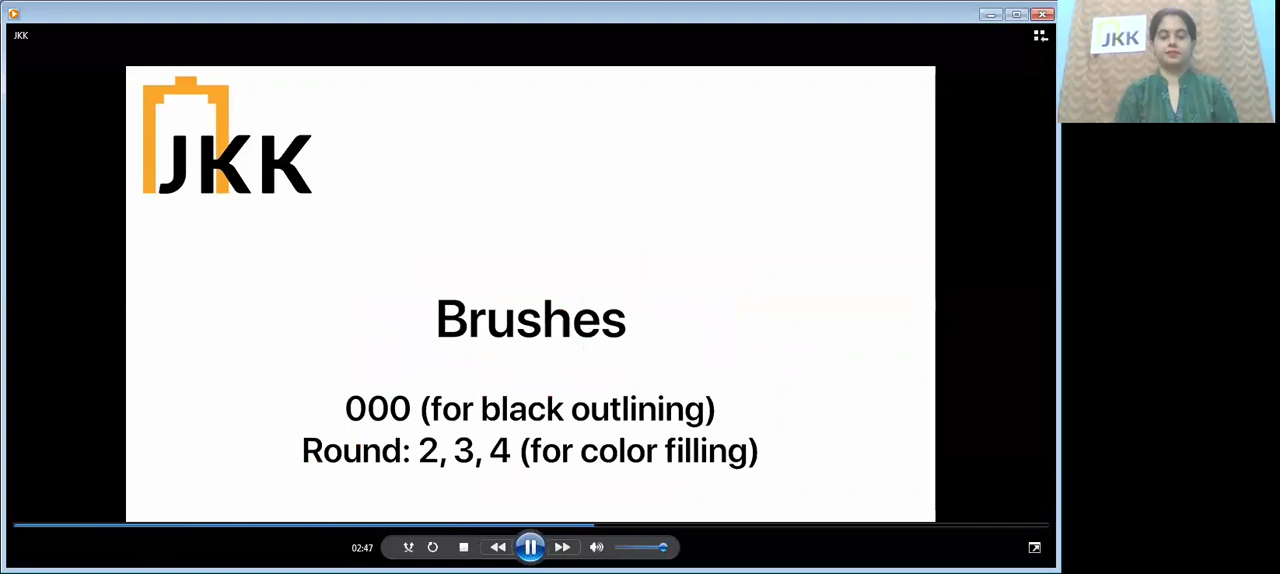 JKK
JKK
JKK
Brushes
000 (for black outlining)
Round: 2, 3, 4 (for color filling)
02:47